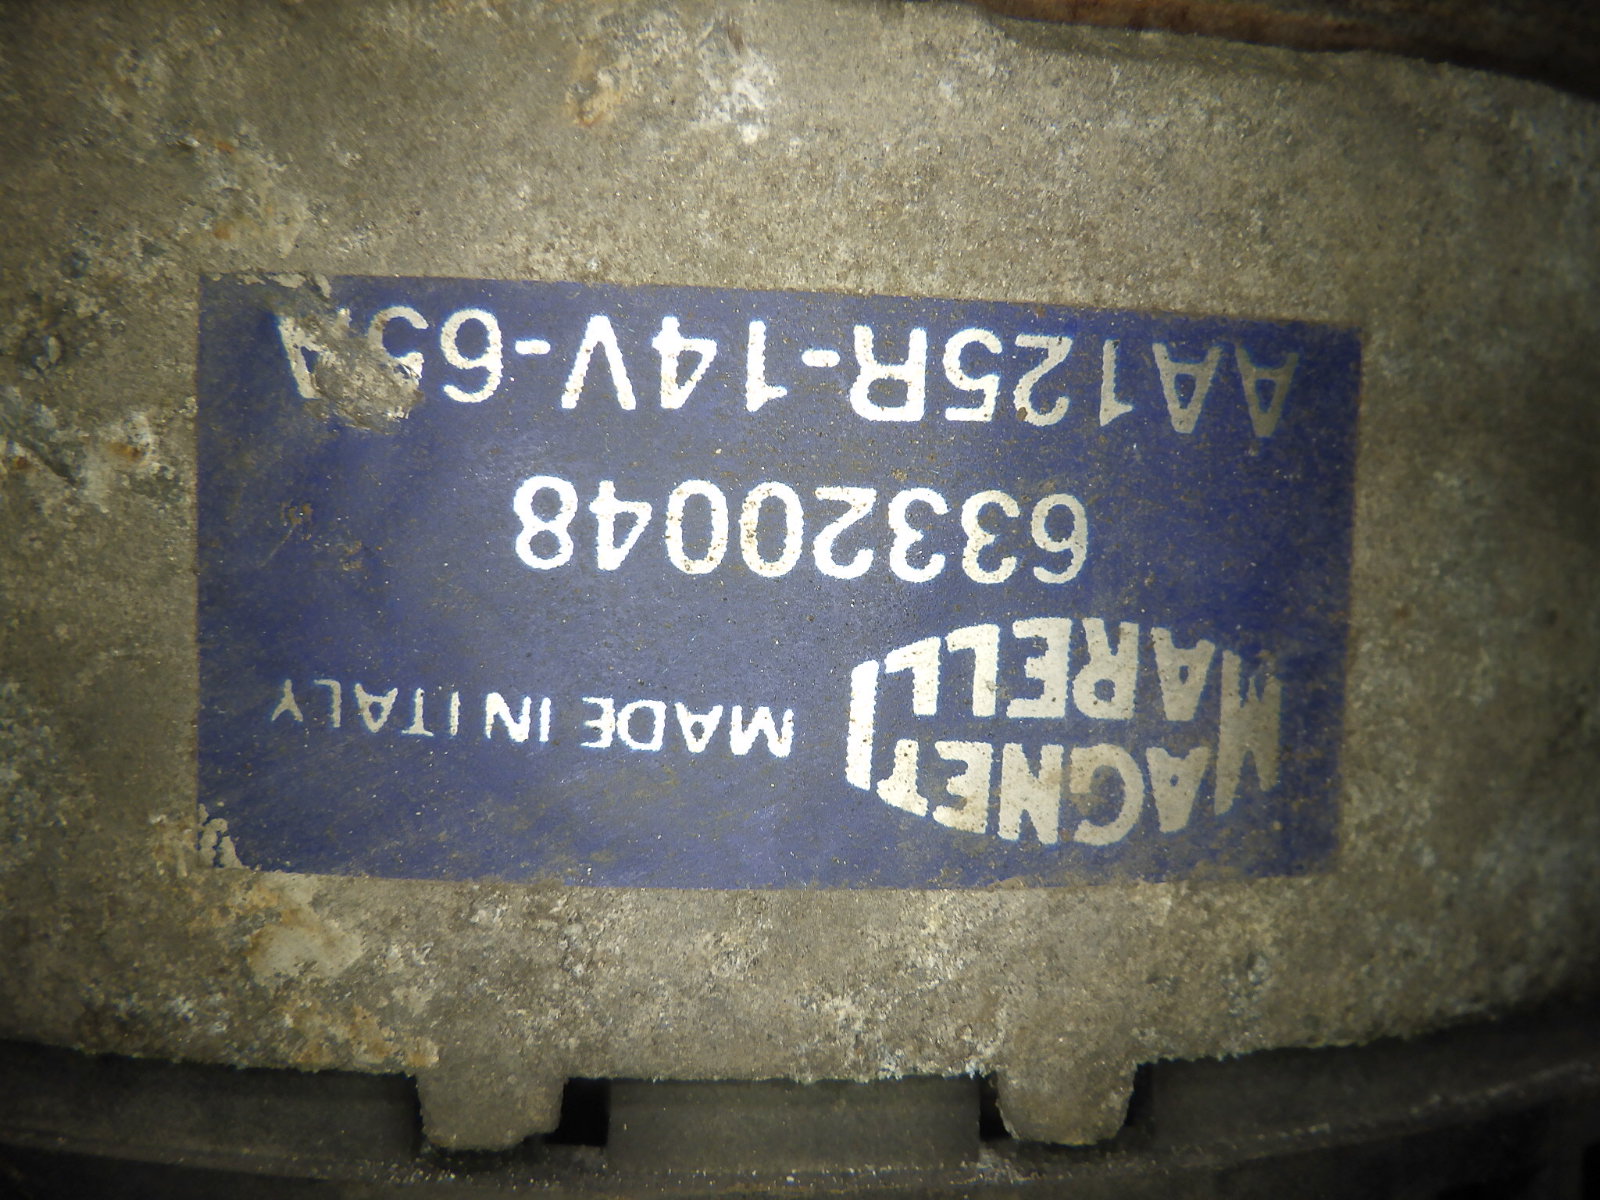 MAGNETI
MARELLI
MADE IN ITALY
63320048
AA125R-14V-65A